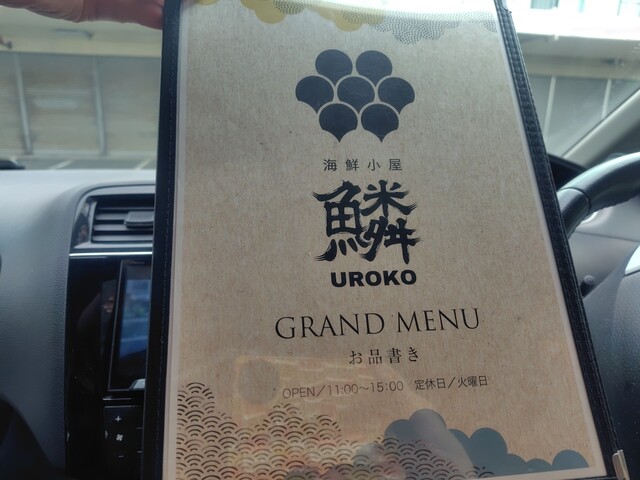 海鮮小屋
鱗
UROKO
GRAND MENU
お品書き
OPEN/11:00~15:00 定休日/火曜日